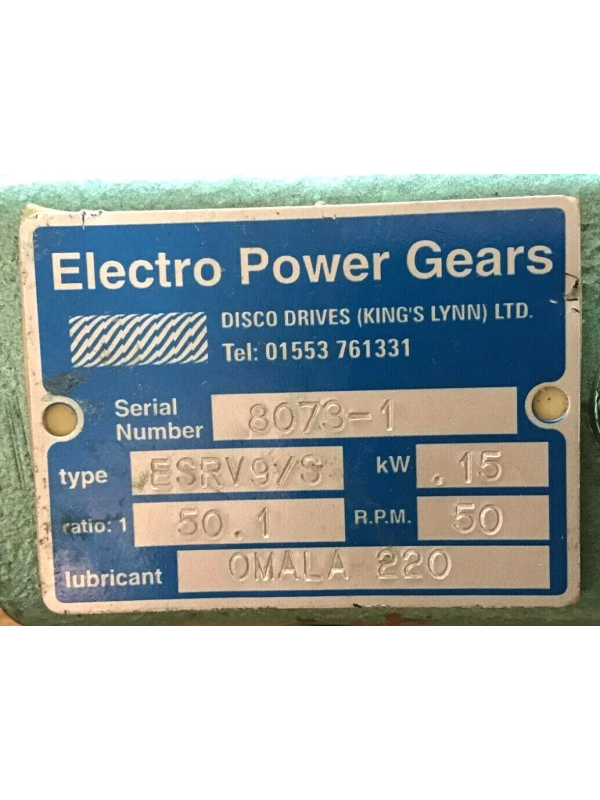 Electro Power Gears
DISCO DRIVES (KING'S LYNN) LTD.
Tel: 01553 761331
Serial Number 8073-1
type ESRV9/S kW .15
ratio: 1 50.1 R.P.M. 50
lubricant OMALA 220